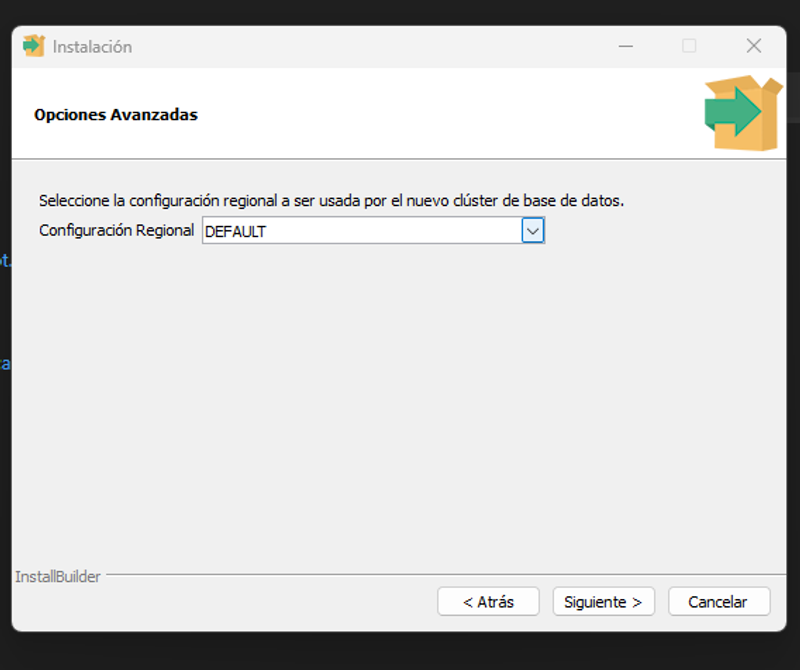 Instalación
Opciones Avanzadas
Seleccione la configuración regional a ser usada por el nuevo clúster de base de datos.
Configuración Regional DEFAULT
InstallBuilder
< Atrás Siguiente > Cancelar